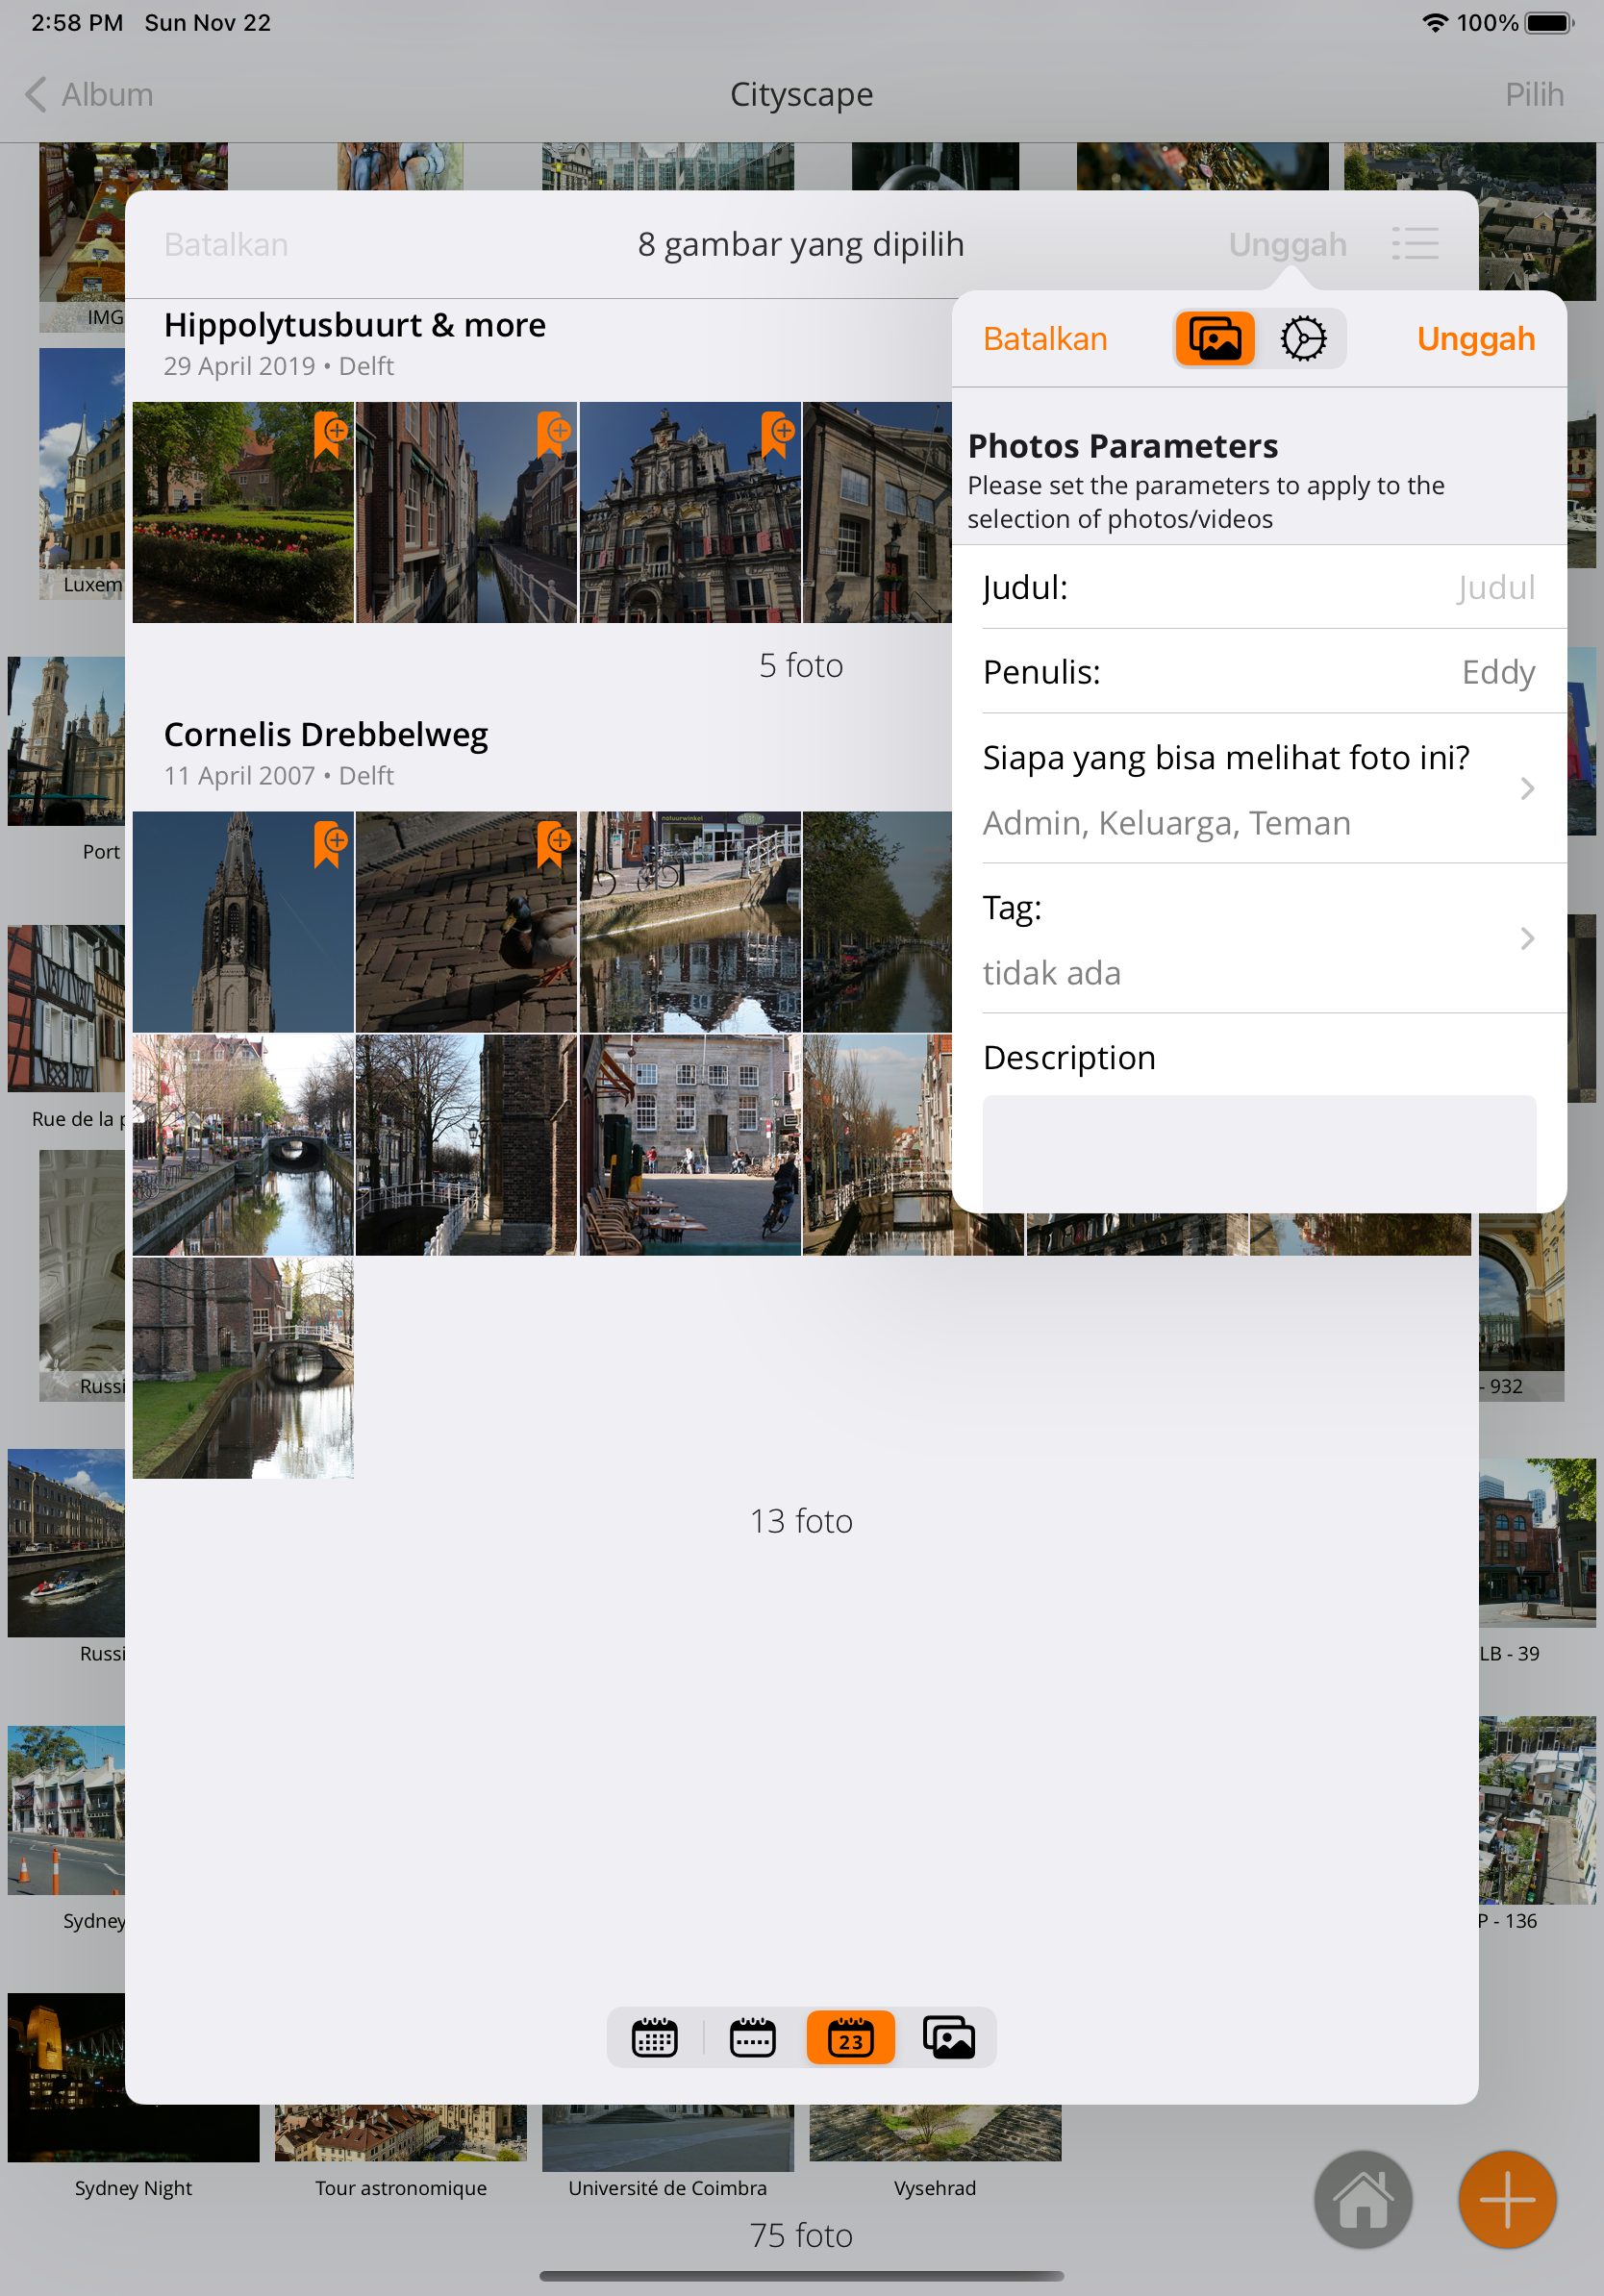 2:58 PM Sun Nov 22
100%
Album
Cityscape
Pilih
IMG
Luxem
Port
Rue de la
Russi
- 932
Russi
LB - 39
Sydney
P - 136
Batalkan
8 gambar yang dipilih
Unggah
Hippolytusbuurt & more
29 April 2019 • Delft
5 foto
Cornelis Drebbelweg
11 April 2007 • Delft
13 foto
Batalkan
Unggah
Photos Parameters
Please set the parameters to apply to the
selection of photos/videos
Judul:
Judul
Penulis:
Eddy
Siapa yang bisa melihat foto ini?
Admin, Keluarga, Teman
Tag:
tidak ada
Description
natuurwinkel
23
Sydney Night
Tour astronomique
Université de Coimbra
Vysehrad
75 foto